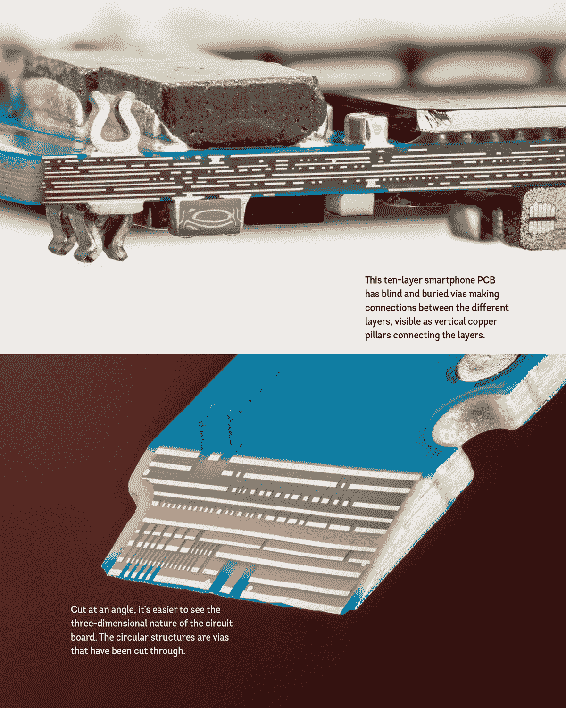 This ten-layer smartphone PCB
has blind and buried vias making
connections between the different
layers, visible as vertical copper
pillars connecting the layers.
Cut at an angle, it's easier to see the
three-dimensional nature of the circuit
board. The circular structures are vias
that have been cut through.